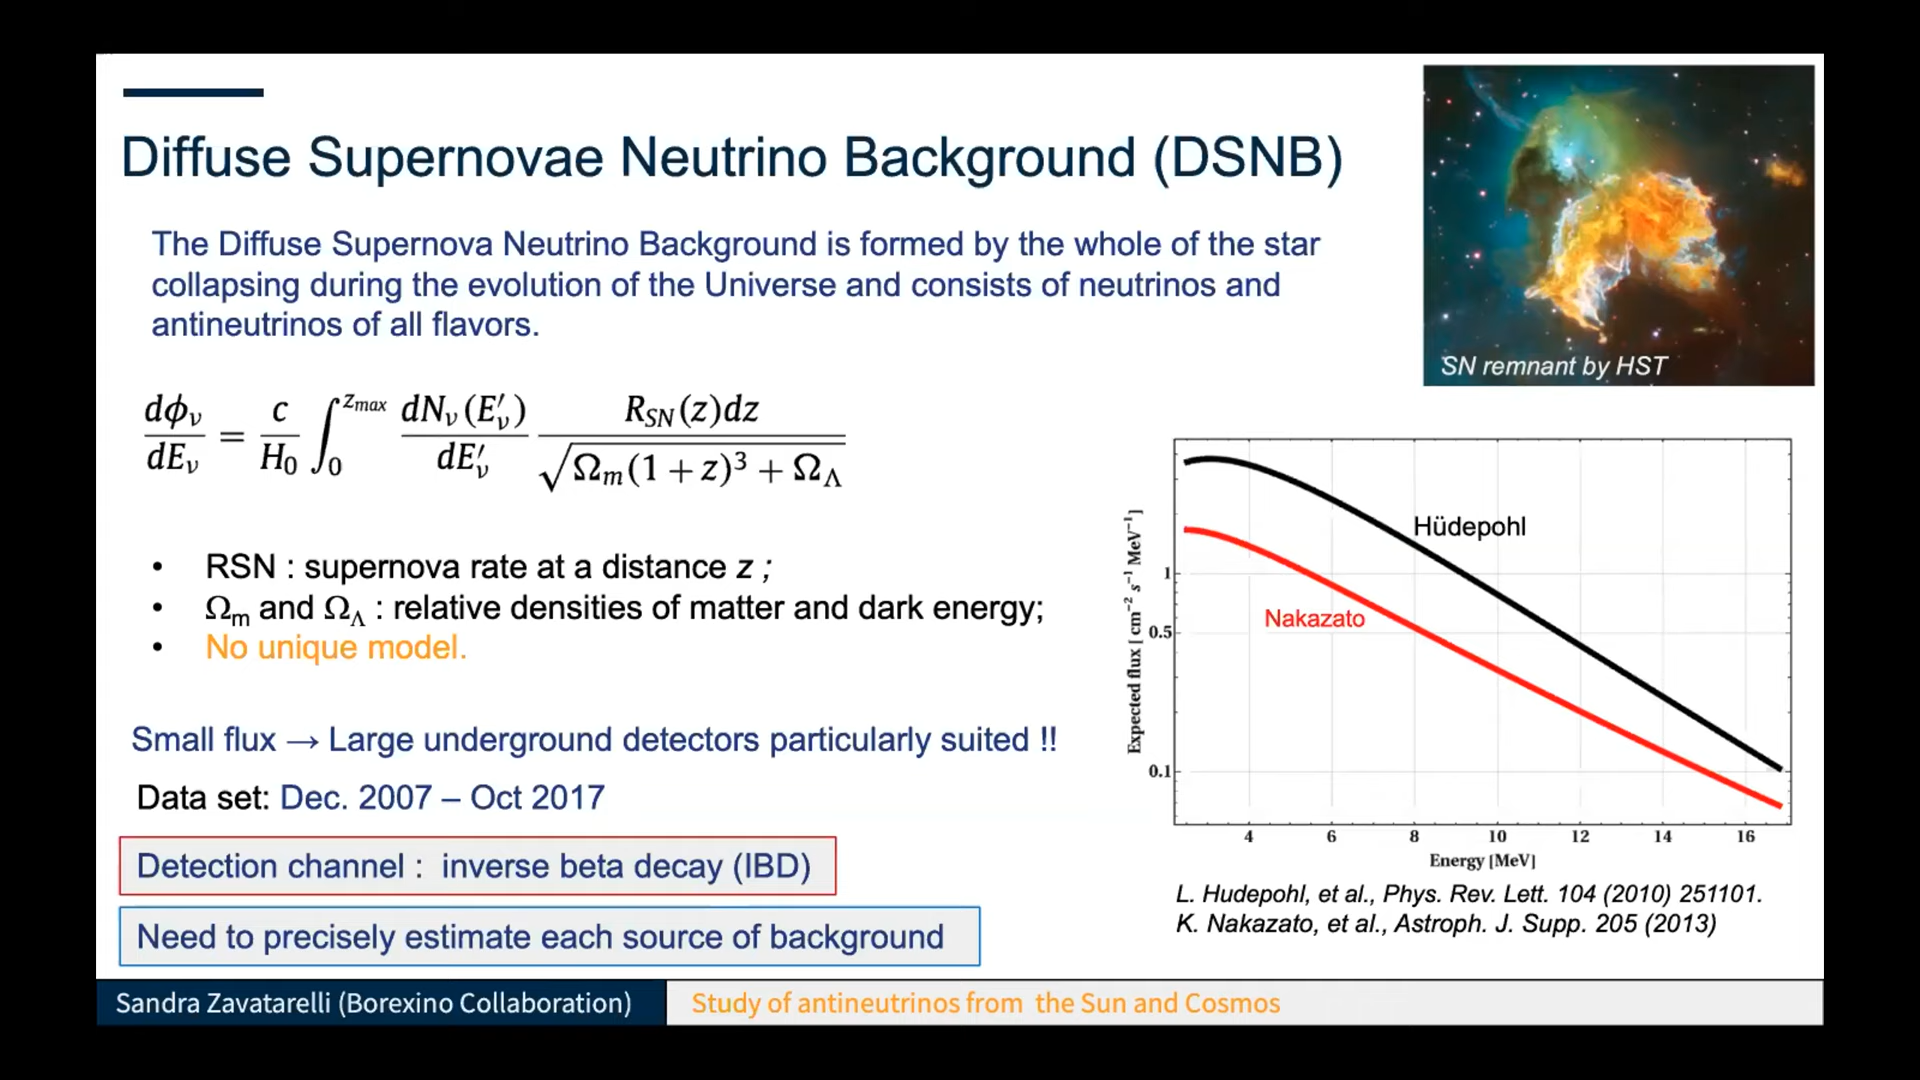 Diffuse Supernovae Neutrino Background (DSNB)
The Diffuse Supernova Neutrino Background is formed by the whole of the star
collapsing during the evolution of the Universe and consists of neutrinos and
antineutrinos of all flavors.
SN remnant by HST
dϕν/dEν = c/H0 ∫0^zmax dNν(E′ν)/dE′ν RSN(z)dz/√Ωm(1 + z)³ + ΩΛ
• RSN : supernova rate at a distance z ;
• Ωm and ΩΛ : relative densities of matter and dark energy;
• No unique model.
Small flux → Large underground detectors particularly suited !!
Data set: Dec. 2007 – Oct 2017
Detection channel : inverse beta decay (IBD)
Need to precisely estimate each source of background
Hüdepohl
Nakazato
Expected flux [ cm⁻² s⁻¹ MeV⁻¹]
1
0.5
0.1
4 6 8 10 12 14 16
Energy [MeV]
L. Hudepohl, et al., Phys. Rev. Lett. 104 (2010) 251101.
K. Nakazato, et al., Astroph. J. Supp. 205 (2013)
Sandra Zavatarelli (Borexino Collaboration)
Study of antineutrinos from the Sun and Cosmos